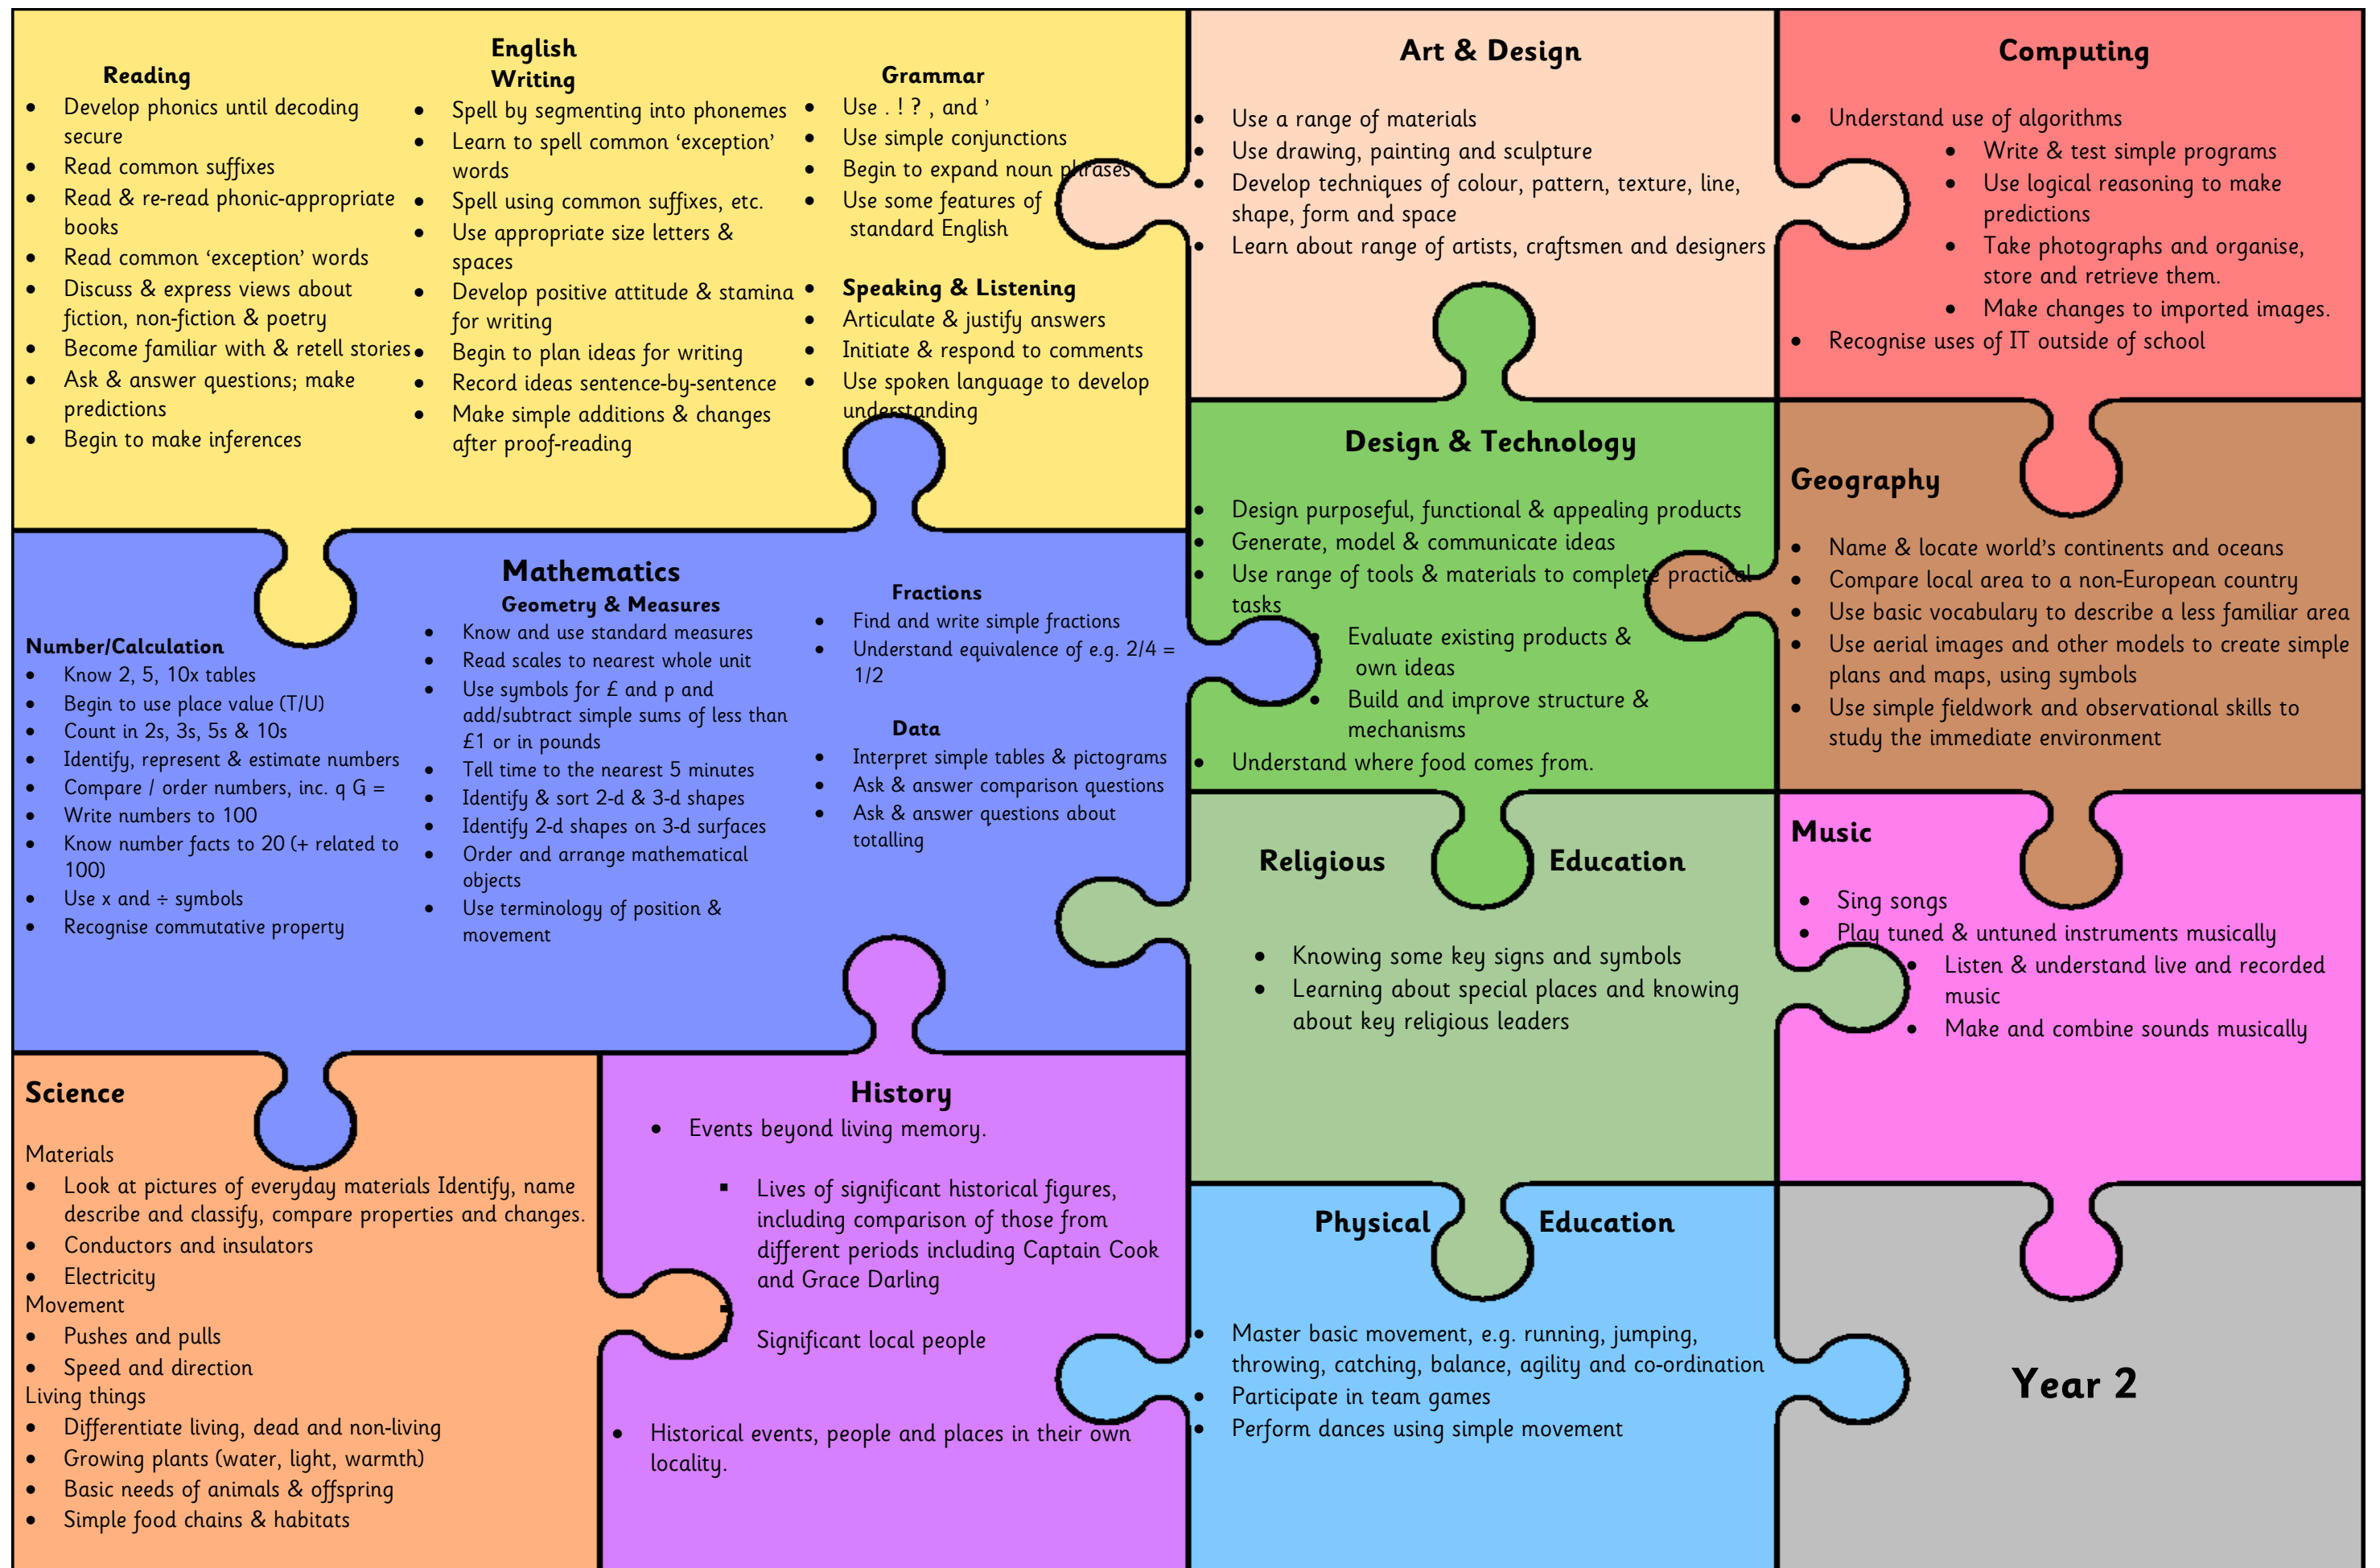 English
Reading
• Develop phonics until decoding
secure
• Read common suffixes
• Read & re-read phonic-appropriate
books
• Read common ‘exception’ words
• Discuss & express views about
fiction, non-fiction & poetry
• Become familiar with & retell stories
• Ask & answer questions; make
predictions
• Begin to make inferences
Writing
• Spell by segmenting into phonemes
• Learn to spell common ‘exception’
words
• Spell using common suffixes, etc.
• Use appropriate size letters &
spaces
• Develop positive attitude & stamina
for writing
• Begin to plan ideas for writing
• Record ideas sentence-by-sentence
• Make simple additions & changes
after proof-reading
Grammar
• Use . ! ? , and ’
• Use simple conjunctions
• Begin to expand noun phrases
• Use some features of
standard English
• Speaking & Listening
• Articulate & justify answers
• Initiate & respond to comments
• Use spoken language to develop
understanding
Art & Design
• Use a range of materials
• Use drawing, painting and sculpture
• Develop techniques of colour, pattern, texture, line,
shape, form and space
• Learn about range of artists, craftsmen and designers
Computing
• Understand use of algorithms
• Write & test simple programs
• Use logical reasoning to make
predictions
• Take photographs and organise,
store and retrieve them.
• Make changes to imported images.
• Recognise uses of IT outside of school
Mathematics
Number/Calculation
• Know 2, 5, 10x tables
• Begin to use place value (T/U)
• Count in 2s, 3s, 5s & 10s
• Identify, represent & estimate numbers
• Compare / order numbers, inc. q G =
• Write numbers to 100
• Know number facts to 20 (+ related to
100)
• Use x and ÷ symbols
• Recognise commutative property
Geometry & Measures
• Know and use standard measures
• Read scales to nearest whole unit
• Use symbols for £ and p and
add/subtract simple sums of less than
£1 or in pounds
• Tell time to the nearest 5 minutes
• Identify & sort 2-d & 3-d shapes
• Identify 2-d shapes on 3-d surfaces
• Order and arrange mathematical
objects
• Use terminology of position &
movement
Fractions
• Find and write simple fractions
• Understand equivalence of e.g. 2/4 =
1/2
Data
• Interpret simple tables & pictograms
• Ask & answer comparison questions
• Ask & answer questions about
totalling
Design & Technology
• Design purposeful, functional & appealing products
• Generate, model & communicate ideas
• Use range of tools & materials to complete practical
tasks
• Evaluate existing products &
own ideas
• Build and improve structure &
mechanisms
• Understand where food comes from.
Geography
• Name & locate world’s continents and oceans
• Compare local area to a non-European country
• Use basic vocabulary to describe a less familiar area
• Use aerial images and other models to create simple
plans and maps, using symbols
• Use simple fieldwork and observational skills to
study the immediate environment
Religious Education
• Knowing some key signs and symbols
• Learning about special places and knowing
about key religious leaders
Music
• Sing songs
• Play tuned & untuned instruments musically
• Listen & understand live and recorded
music
• Make and combine sounds musically
Science
Materials
• Look at pictures of everyday materials Identify, name
describe and classify, compare properties and changes.
• Conductors and insulators
• Electricity
Movement
• Pushes and pulls
• Speed and direction
Living things
• Differentiate living, dead and non-living
• Growing plants (water, light, warmth)
• Basic needs of animals & offspring
• Simple food chains & habitats
History
• Events beyond living memory.
▪ Lives of significant historical figures,
including comparison of those from
different periods including Captain Cook
and Grace Darling
▪
▪ Significant local people
• Historical events, people and places in their own
locality.
Physical Education
• Master basic movement, e.g. running, jumping,
throwing, catching, balance, agility and co-ordination
• Participate in team games
• Perform dances using simple movement
Year 2